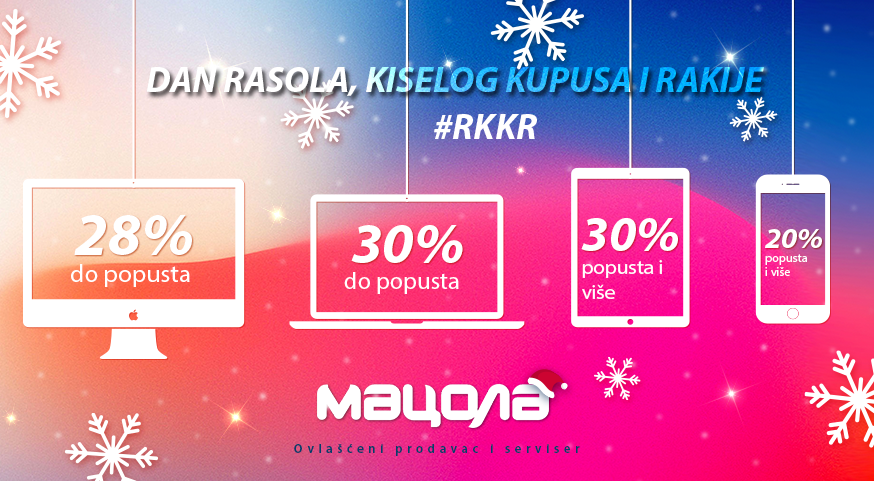 DAN RASOLA, KISELOG KUPUSA I RAKIJE
#RKKR
28%
do popusta
30%
do popusta
30%
popusta i
više
20%
popusta
i više
мацола
Ovlašćeni prodavac i serviser